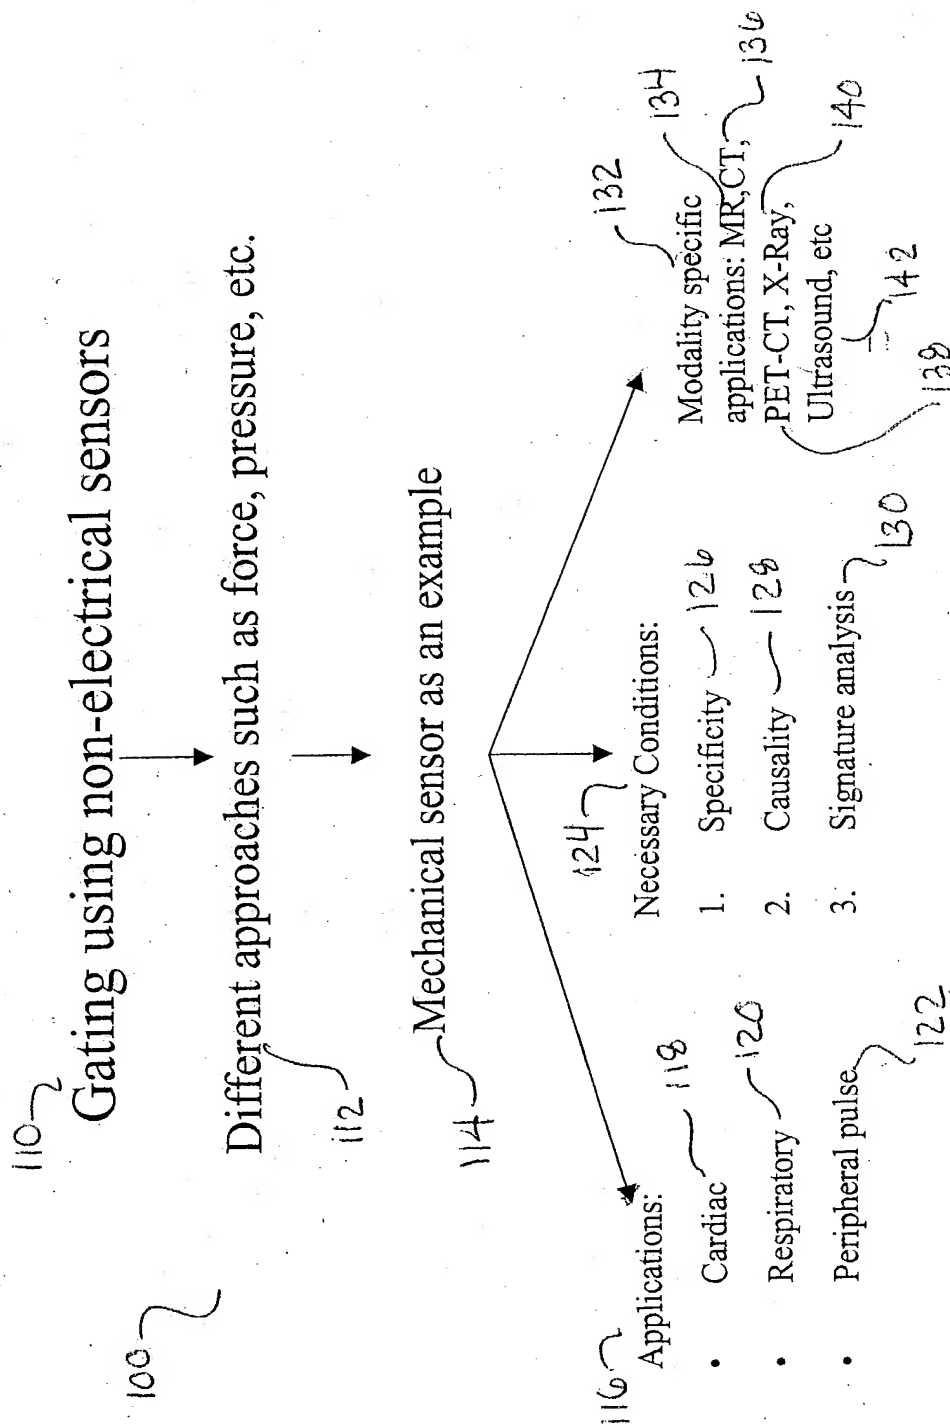 110
Gating using non-electrical sensors
100
Different approaches such as force, pressure, etc.
112
114
Mechanical sensor as an example
116
Applications:
• Cardiac
118
• Respiratory
120
• Peripheral pulse
122
124
Necessary Conditions:
1. Specificity
126
2. Causality
128
3. Signature analysis
130
132
134
Modality specific
applications: MR, CT,
136
PET-CT, X-Ray,
140
Ultrasound, etc
142
138